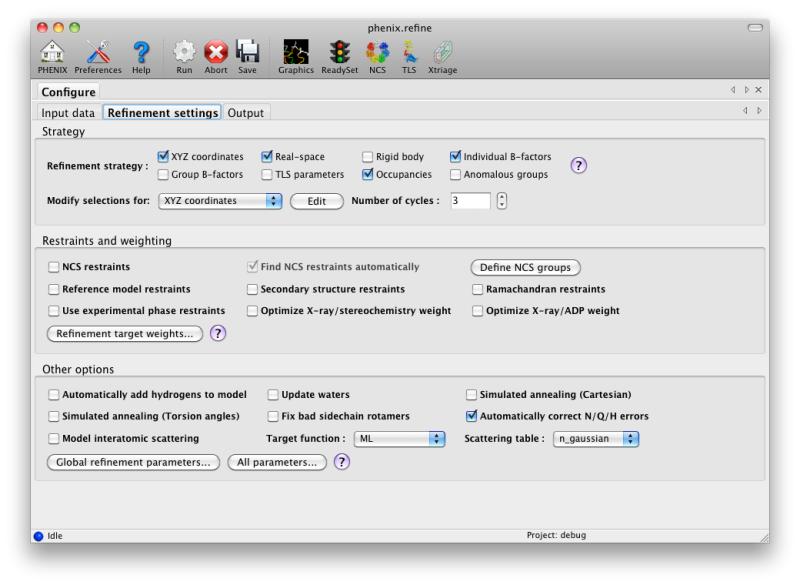 phenix.refine
PHENIX Preferences Help Run Abort Save Graphics ReadySet NCS TLS Xtriage
Configure
Input data Refinement settings Output
Strategy
Refinement strategy : XYZ coordinates Real-space Rigid body Individual B-factors ?
Group B-factors TLS parameters Occupancies Anomalous groups
Modify selections for: XYZ coordinates Edit Number of cycles : 3
Restraints and weighting
NCS restraints Find NCS restraints automatically Define NCS groups
Reference model restraints Secondary structure restraints Ramachandran restraints
Use experimental phase restraints Optimize X-ray/stereochemistry weight Optimize X-ray/ADP weight
Refinement target weights... ?
Other options
Automatically add hydrogens to model Update waters Simulated annealing (Cartesian)
Simulated annealing (Torsion angles) Fix bad sidechain rotamers Automatically correct N/Q/H errors
Model interatomic scattering Target function : ML Scattering table : n_gaussian
Global refinement parameters... All parameters... ?
Idle Project: debug